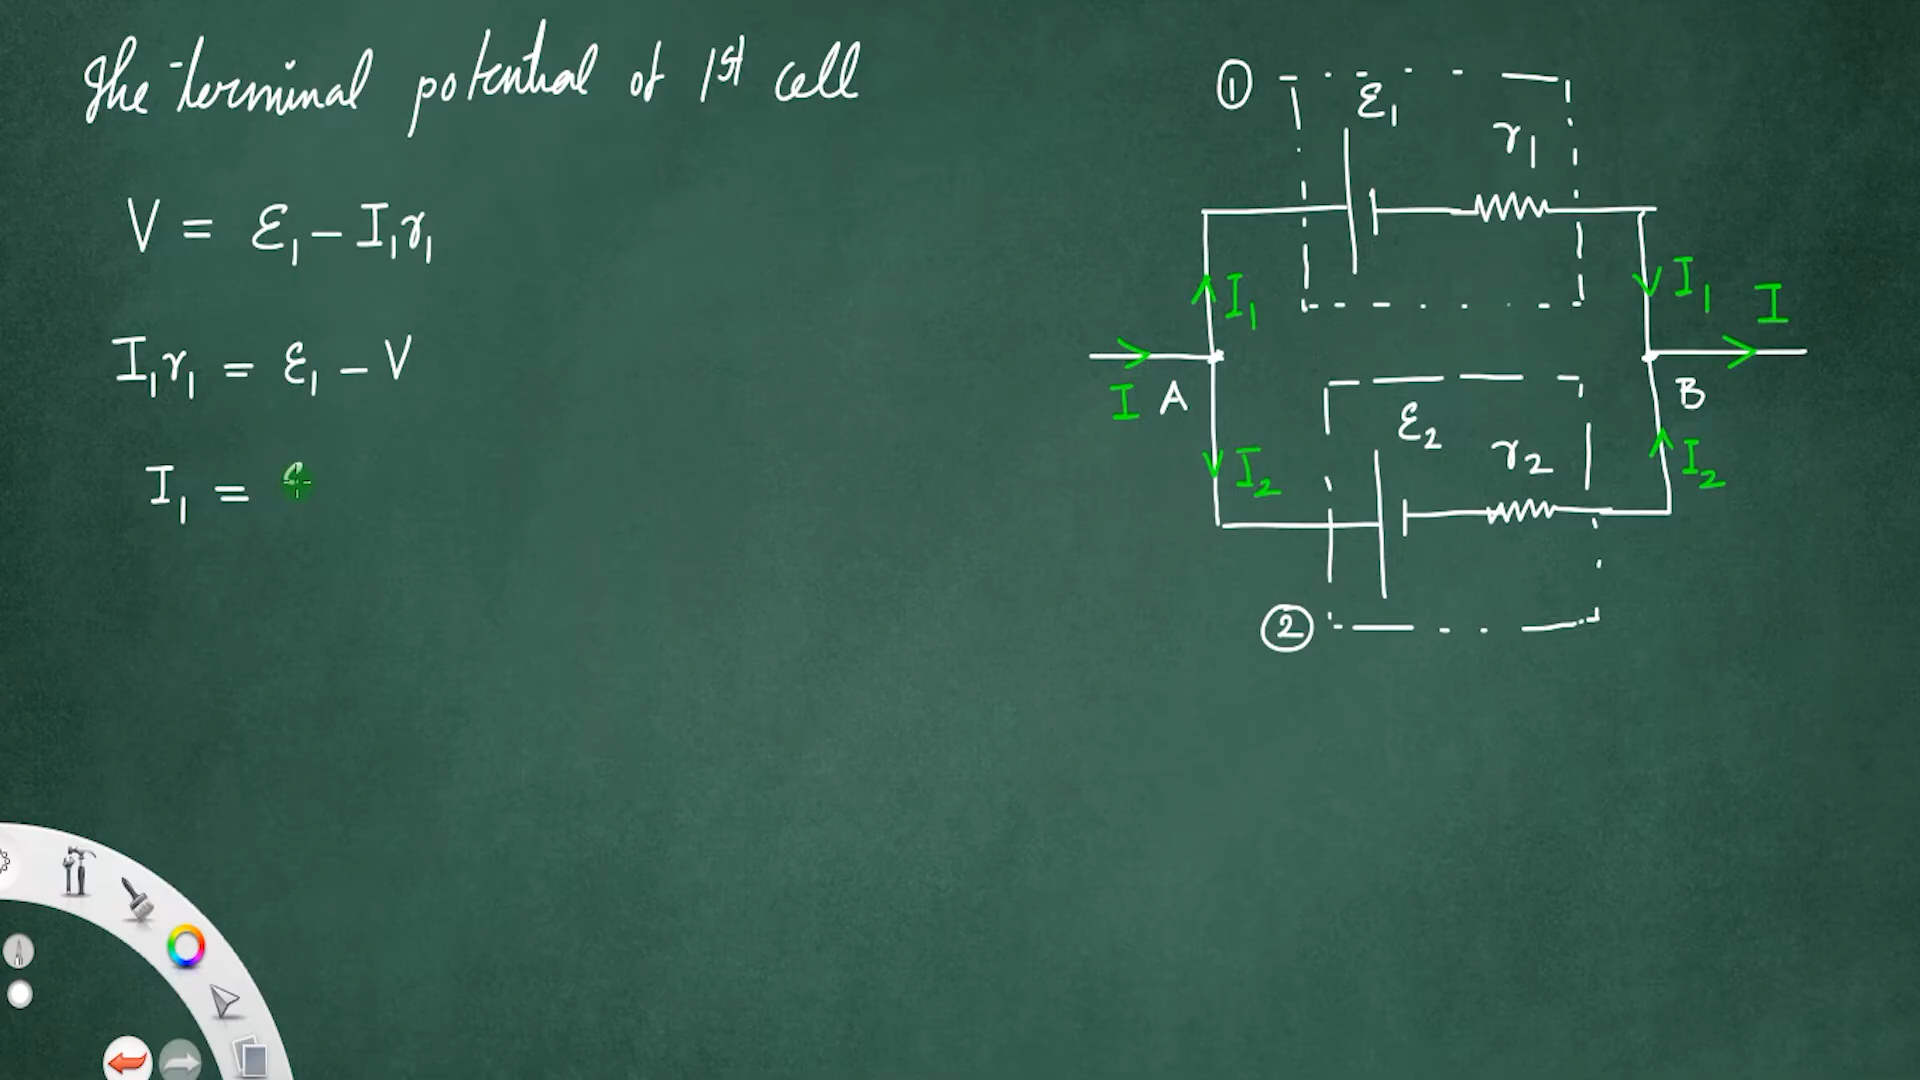 The terminal potential of 1st cell
V = ε₁ − I₁r₁
I₁r₁ = ε₁ − V
I₁ =
① ε₁
r₁
I₁ I₁ I
I A B
ε₂
r₂
I₂ I₂
②